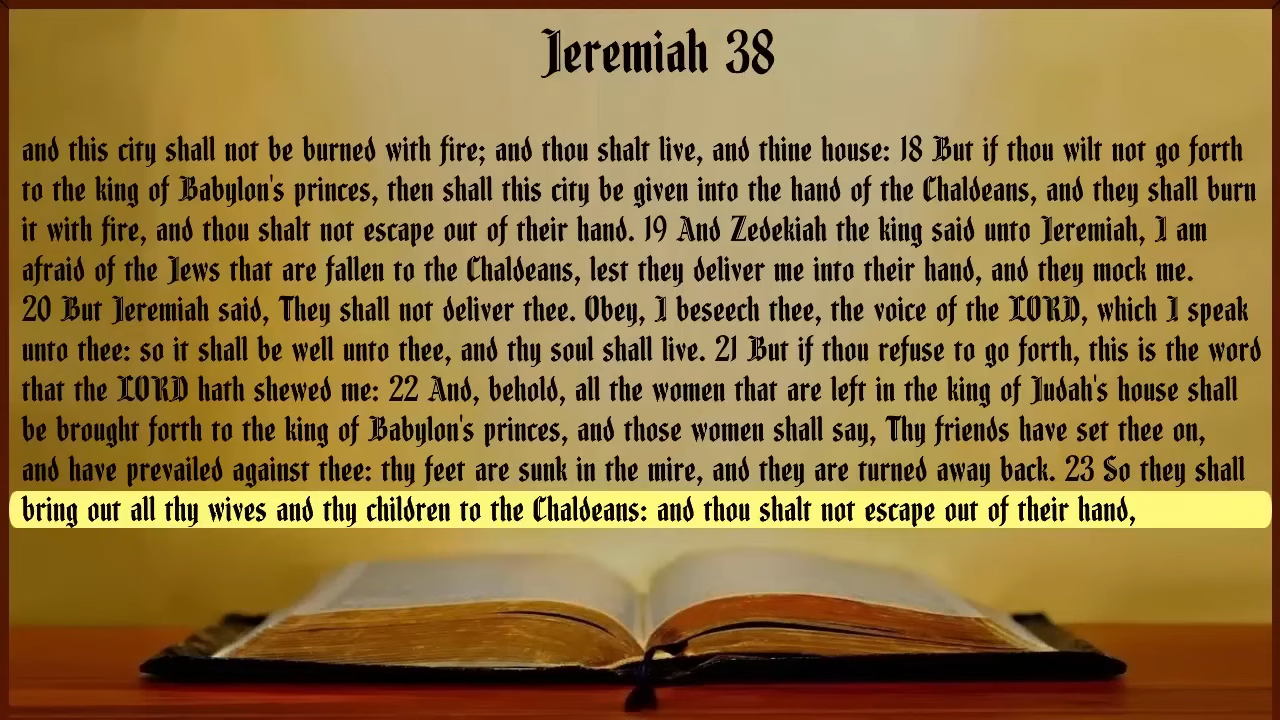 Jeremiah 38
and this city shall not be burned with fire; and thou shalt live, and thine house: 18 But if thou wilt not go forth
to the king of Babylon's princes, then shall this city be given into the hand of the Chaldeans, and they shall burn
it with fire, and thou shalt not escape out of their hand. 19 And Zedekiah the king said unto Jeremiah, I am
afraid of the Jews that are fallen to the Chaldeans, lest they deliver me into their hand, and they mock me.
20 But Jeremiah said, They shall not deliver thee. Obey, I beseech thee, the voice of the LORD, which I speak
unto thee: so it shall be well unto thee, and thy soul shall live. 21 But if thou refuse to go forth, this is the word
that the LORD hath shewed me: 22 And, behold, all the women that are left in the king of Judah's house shall
be brought forth to the king of Babylon's princes, and those women shall say, Thy friends have set thee on,
and have prevailed against thee: thy feet are sunk in the mire, and they are turned away back. 23 So they shall
bring out all thy wives and thy children to the Chaldeans: and thou shalt not escape out of their hand,